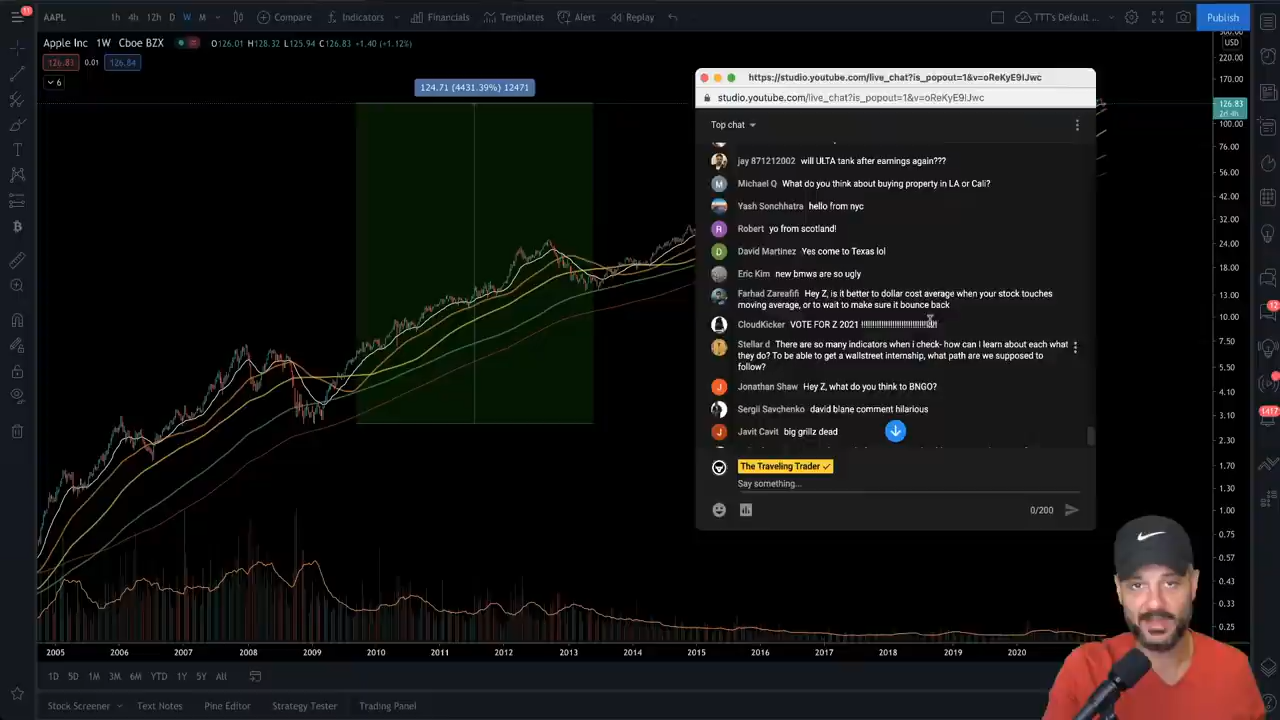 11
AAPL
1h 4h 12h D W M
Compare
Indicators
Financials
Templates
Alert
Replay
TTT's Default ...
Publish
Apple Inc 1W Cboe BZX
O126.01 H128.32 L125.94 C126.83 +1.40 (+1.12%)
126.83 0.01 126.84
6
124.71 (4431.39%) 12471
https://studio.youtube.com/live_chat?is_popout=1&v=oReKyE9IJwc
studio.youtube.com/live_chat?is_popout=1&v=oReKyE9IJwc
Top chat
jay 871212002 will ULTA tank after earnings again???
Michael Q What do you think about buying property in LA or Cali?
Yash Sonchhatra hello from nyc
Robert yo from scotland!
David Martinez Yes come to Texas lol
Eric Kim new bmws are so ugly
Farhad Zareafifi Hey Z, is it better to dollar cost average when your stock touches
moving average, or to wait to make sure it bounce back
CloudKicker VOTE FOR Z 2021
Stellar d There are so many indicators when i check- how can I learn about each what
they do? To be able to get a wallstreet internship, what path are we supposed to
follow?
Jonathan Shaw Hey Z, what do you think to BNGO?
Sergii Savchenko david blane comment hilarious
Javit Cavit big grillz dead
The Traveling Trader
Say something...
0/200
USD
220.00
170.00
126.83
2d 4h
100.00
76.00
56.00
42.00
32.00
24.00
18.00
13.00
10.00
7.50
5.50
4.10
3.10
2.30
1.70
1.30
1.00
0.57
0.43
0.33
0.25
1417
2005 2006 2007 2008 2009 2010 2011 2012 2013 2014 2015 2016 2017 2018 2019 2020
1D 5D 1M 3M 6M YTD 1Y 5Y All
Stock Screener
Text Notes
Pine Editor
Strategy Tester
Trading Panel